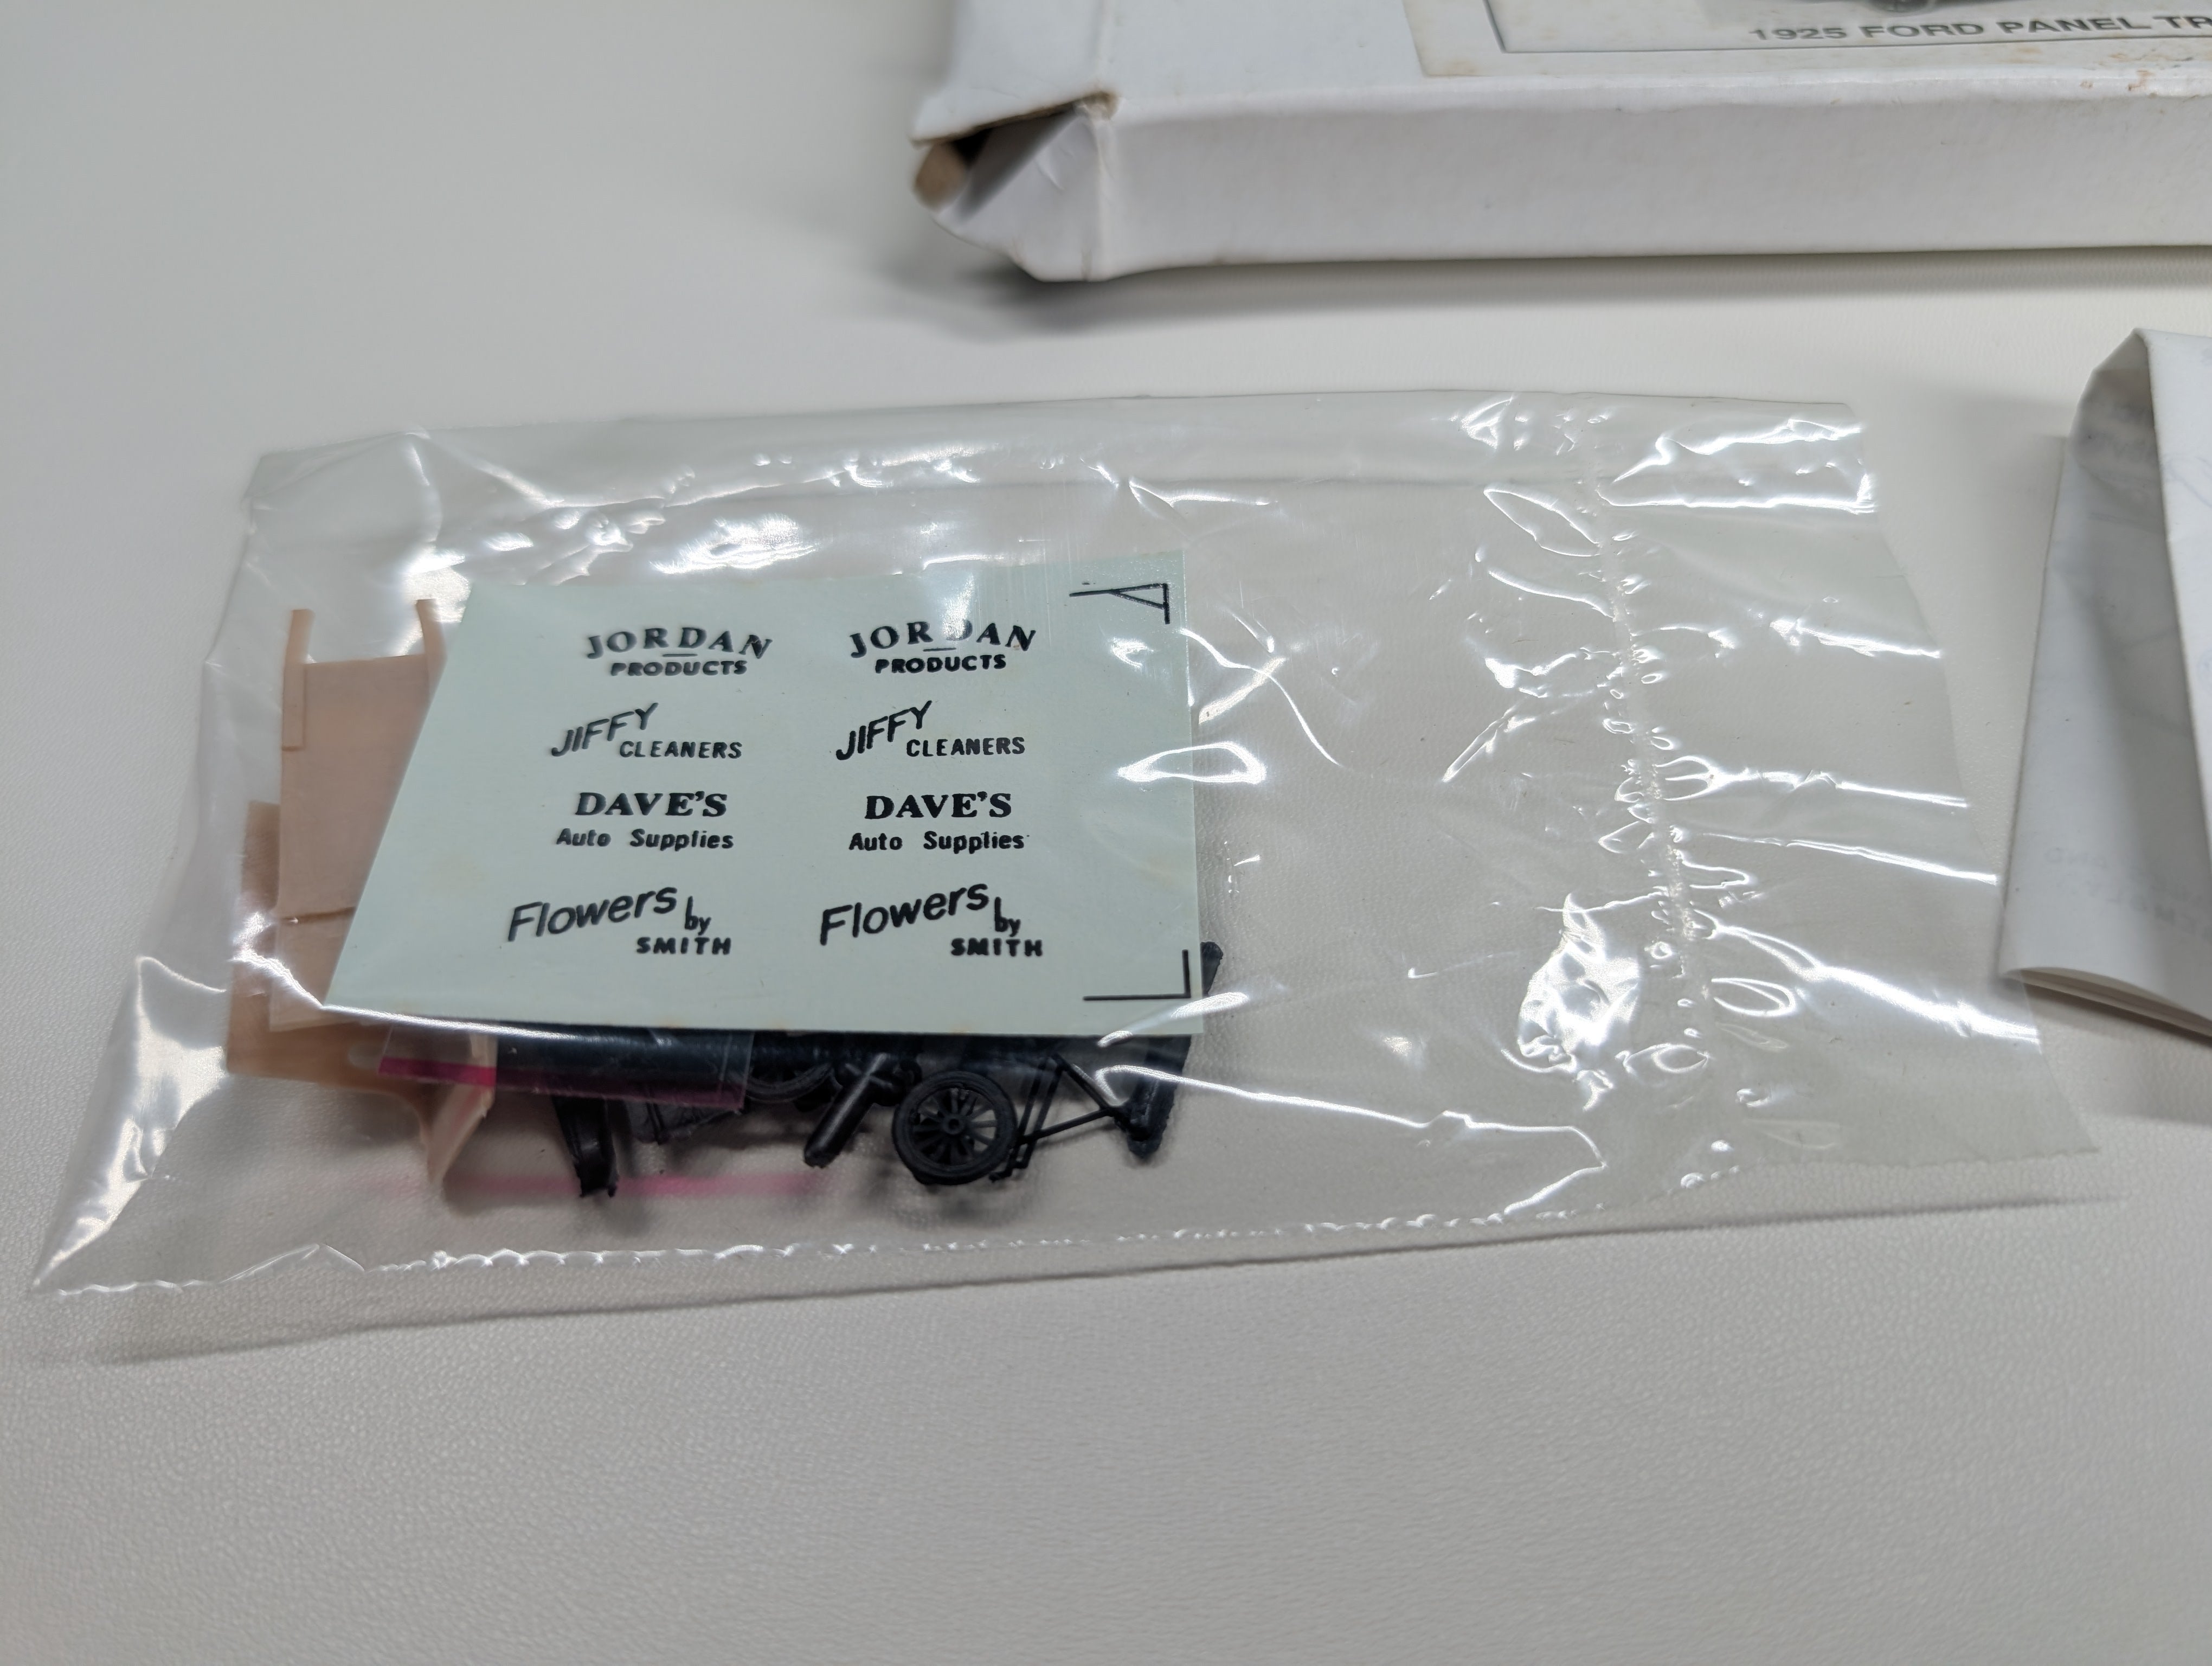 1925 FORD PANEL TR
JORDAN JORDAN
PRODUCTS PRODUCTS
JIFFY JIFFY
CLEANERS CLEANERS
DAVE'S DAVE'S
Auto Supplies Auto Supplies
Flowers by Flowers by
SMITH SMITH